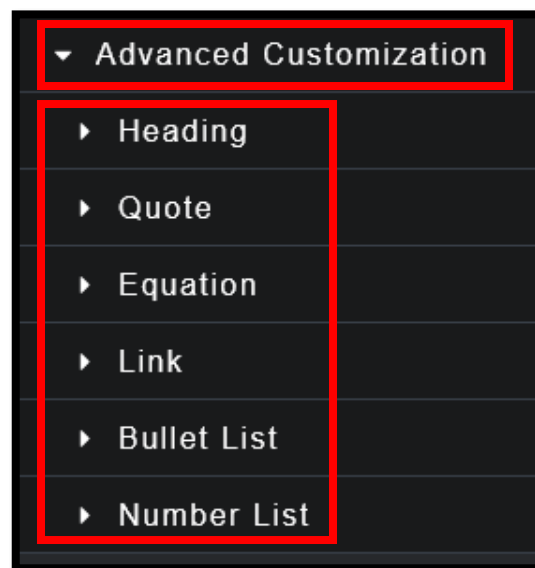 Advanced Customization
Heading
Quote
Equation
Link
Bullet List
Number List